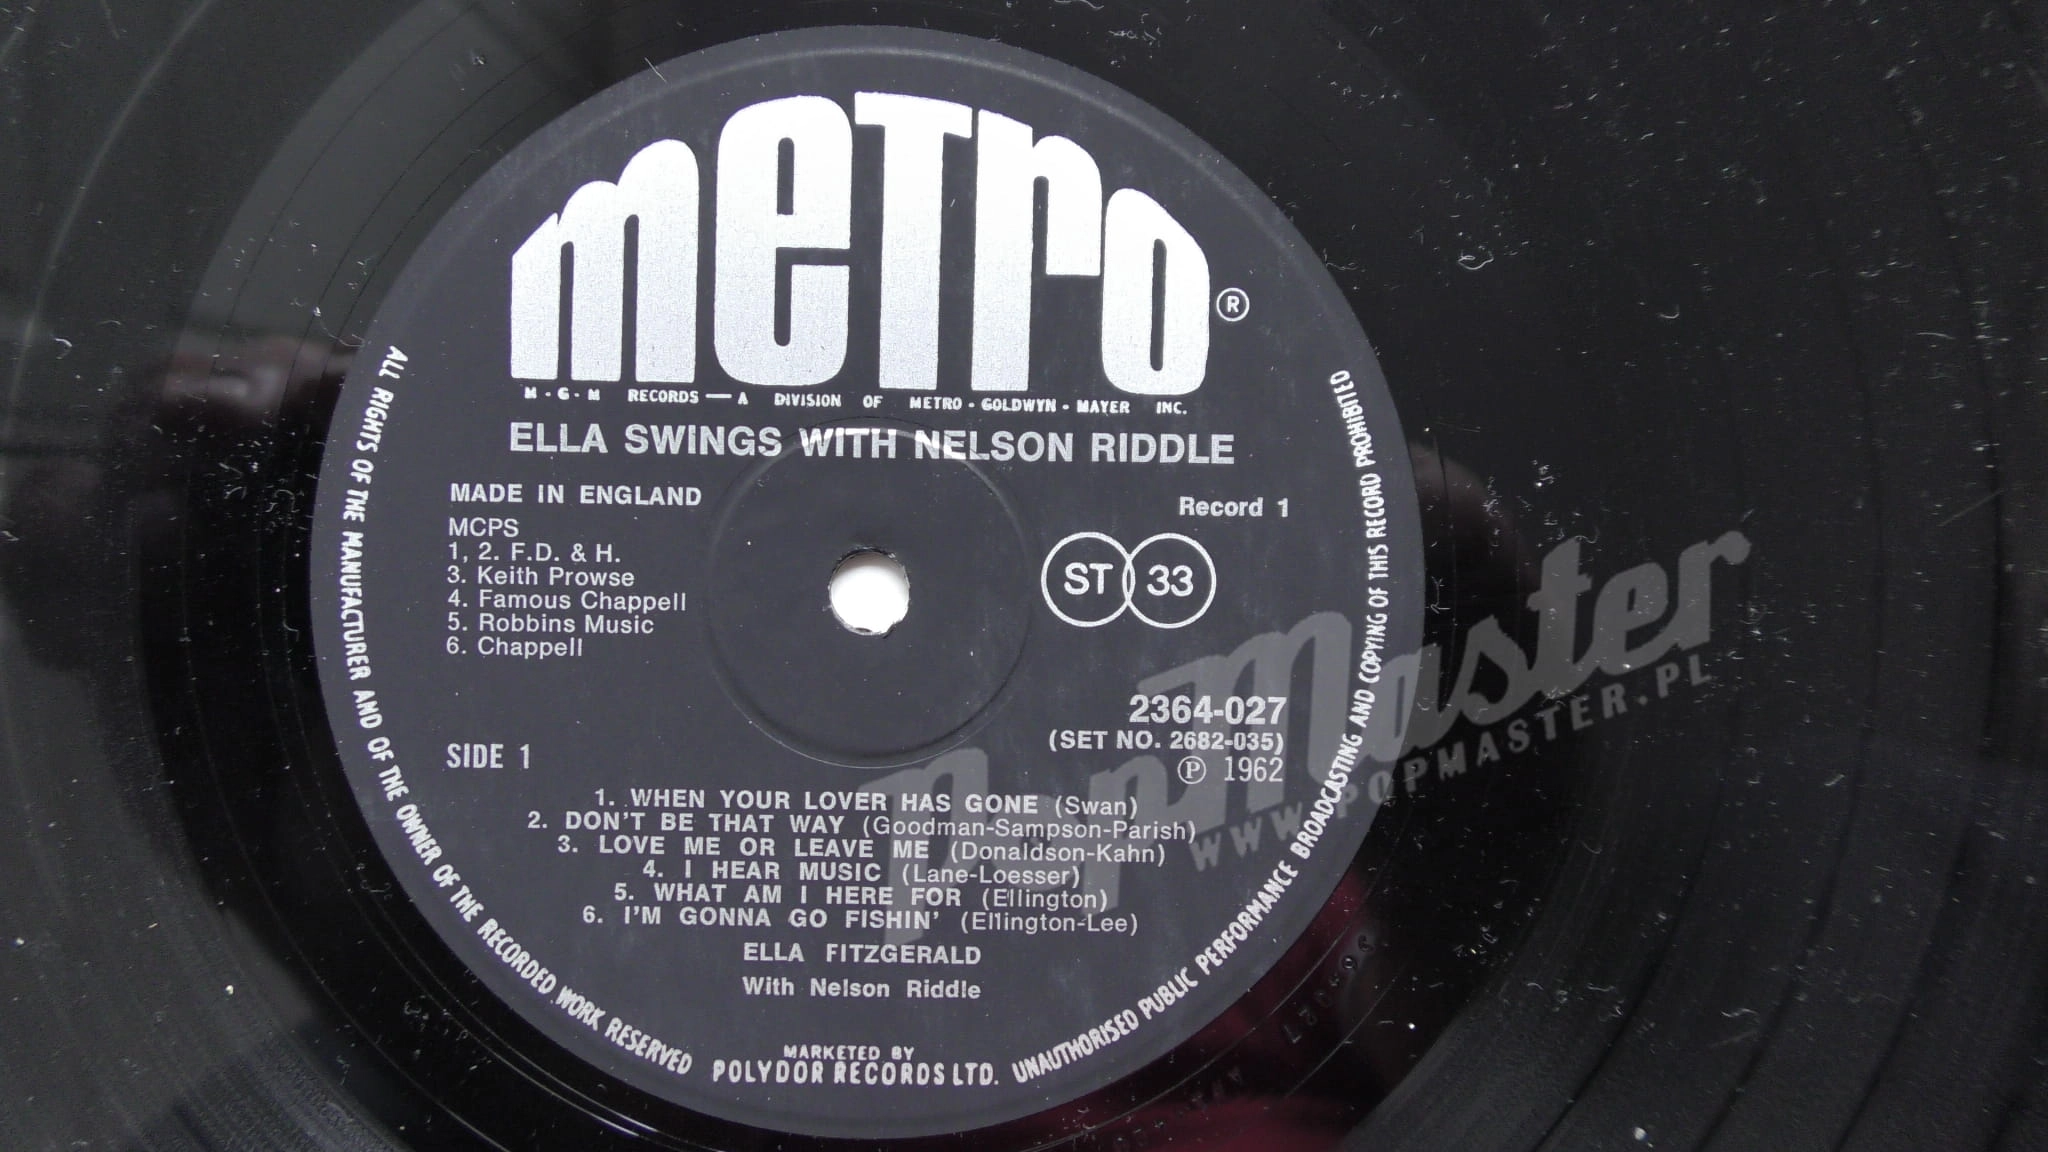 metro
®
M-G-M RECORDS — A DIVISION OF METRO-GOLDWYN-MAYER INC.
ELLA SWINGS WITH NELSON RIDDLE
MADE IN ENGLAND
Record 1
MCPS
1, 2. F.D. & H.
3. Keith Prowse
4. Famous Chappell
5. Robbins Music
6. Chappell
ST 33
2364-027
(SET NO. 2682-035)
℗ 1962
SIDE 1
1. WHEN YOUR LOVER HAS GONE (Swan)
2. DON'T BE THAT WAY (Goodman-Sampson-Parish)
3. LOVE ME OR LEAVE ME (Donaldson-Kahn)
4. I HEAR MUSIC (Lane-Loesser)
5. WHAT AM I HERE FOR (Ellington)
6. I'M GONNA GO FISHIN' (Ellington-Lee)
ELLA FITZGERALD
With Nelson Riddle
MARKETED BY
POLYDOR RECORDS LTD.
ALL RIGHTS OF THE MANUFACTURER AND OF THE OWNER OF THE RECORDED WORK RESERVED
UNAUTHORISED PUBLIC PERFORMANCE BROADCASTING AND COPYING OF THIS RECORD PROHIBITED
PopMaster
WWW.POPMASTER.PL